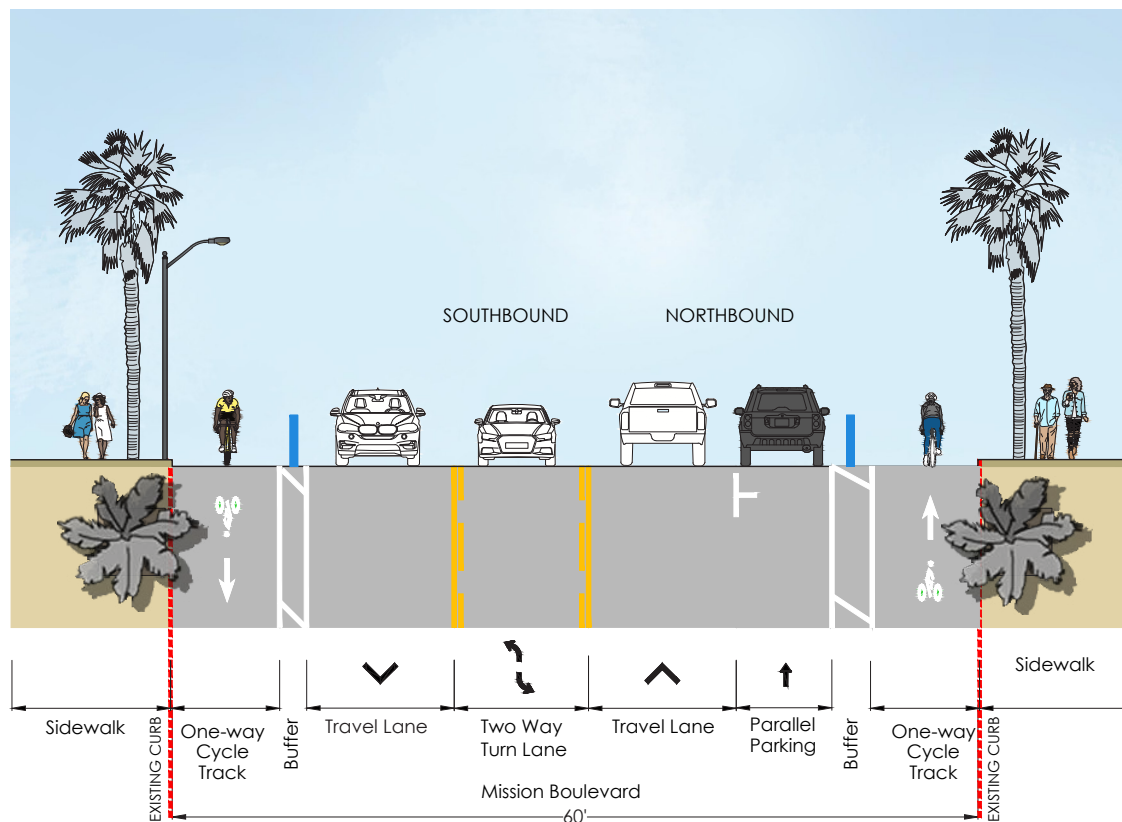 SOUTHBOUND
NORTHBOUND
Sidewalk
EXISTING CURB
One-way
Cycle
Track
Buffer
Travel Lane
Two Way
Turn Lane
Travel Lane
Parallel
Parking
Buffer
One-way
Cycle
Track
EXISTING CURB
Sidewalk
Mission Boulevard
60'